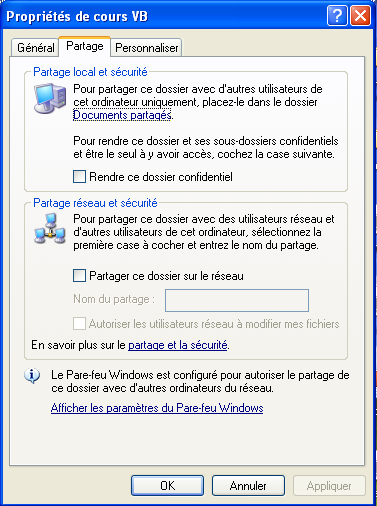 Propriétés de cours VB
Général
Partage
Personnaliser
Partage local et sécurité
Pour partager ce dossier avec d'autres utilisateurs de
cet ordinateur uniquement, placez-le dans le dossier
Documents partagés.
Pour rendre ce dossier et ses sous-dossiers confidentiels
et être le seul à y avoir accès, cochez la case suivante.
Rendre ce dossier confidentiel
Partage réseau et sécurité
Pour partager ce dossier avec des utilisateurs réseau et
d'autres utilisateurs de cet ordinateur, sélectionnez la
première case à cocher et entrez le nom du partage.
Partager ce dossier sur le réseau
Nom du partage :
Autoriser les utilisateurs réseau à modifier mes fichiers
En savoir plus sur le partage et la sécurité.
Le Pare-feu Windows est configuré pour autoriser le partage de
ce dossier avec d'autres ordinateurs du réseau.
Afficher les paramètres du Pare-feu Windows
OK
Annuler
Appliquer